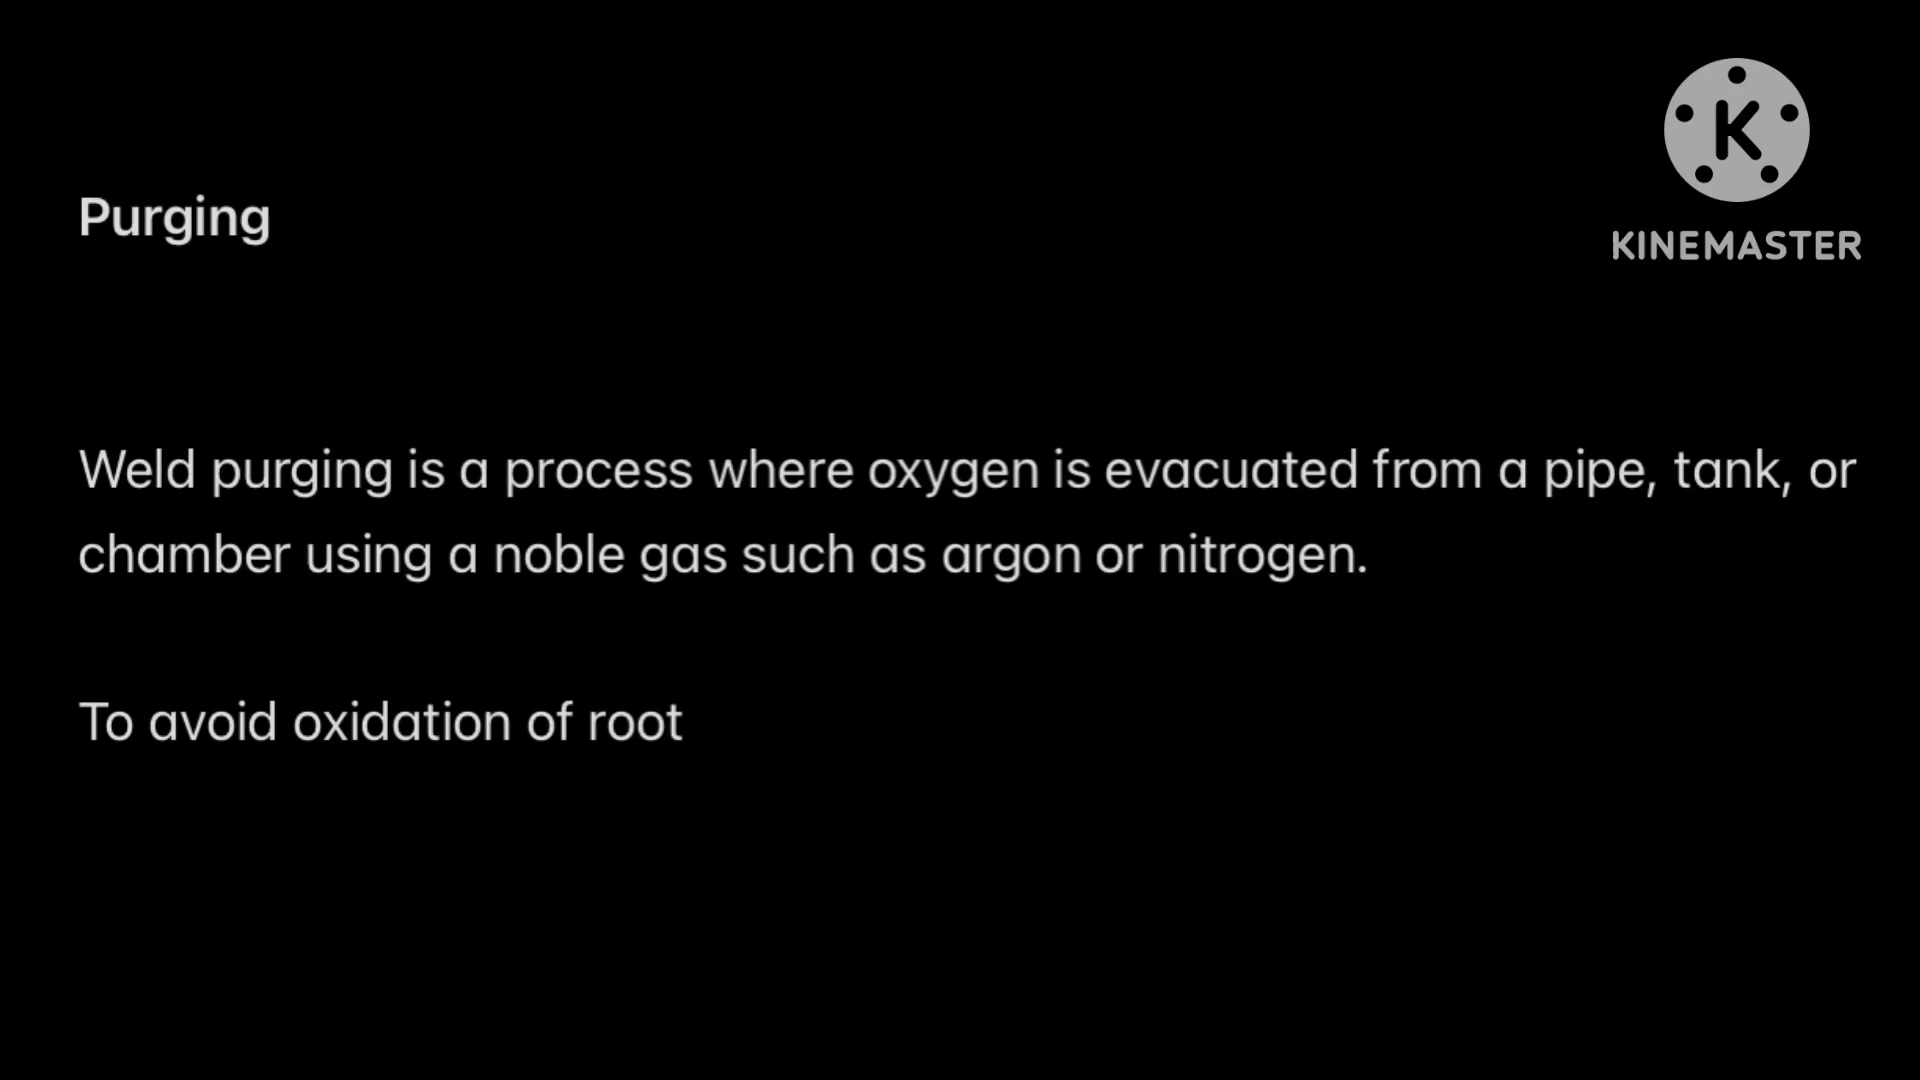 K
KINEMASTER
Purging
Weld purging is a process where oxygen is evacuated from a pipe, tank, or
chamber using a noble gas such as argon or nitrogen.
To avoid oxidation of root